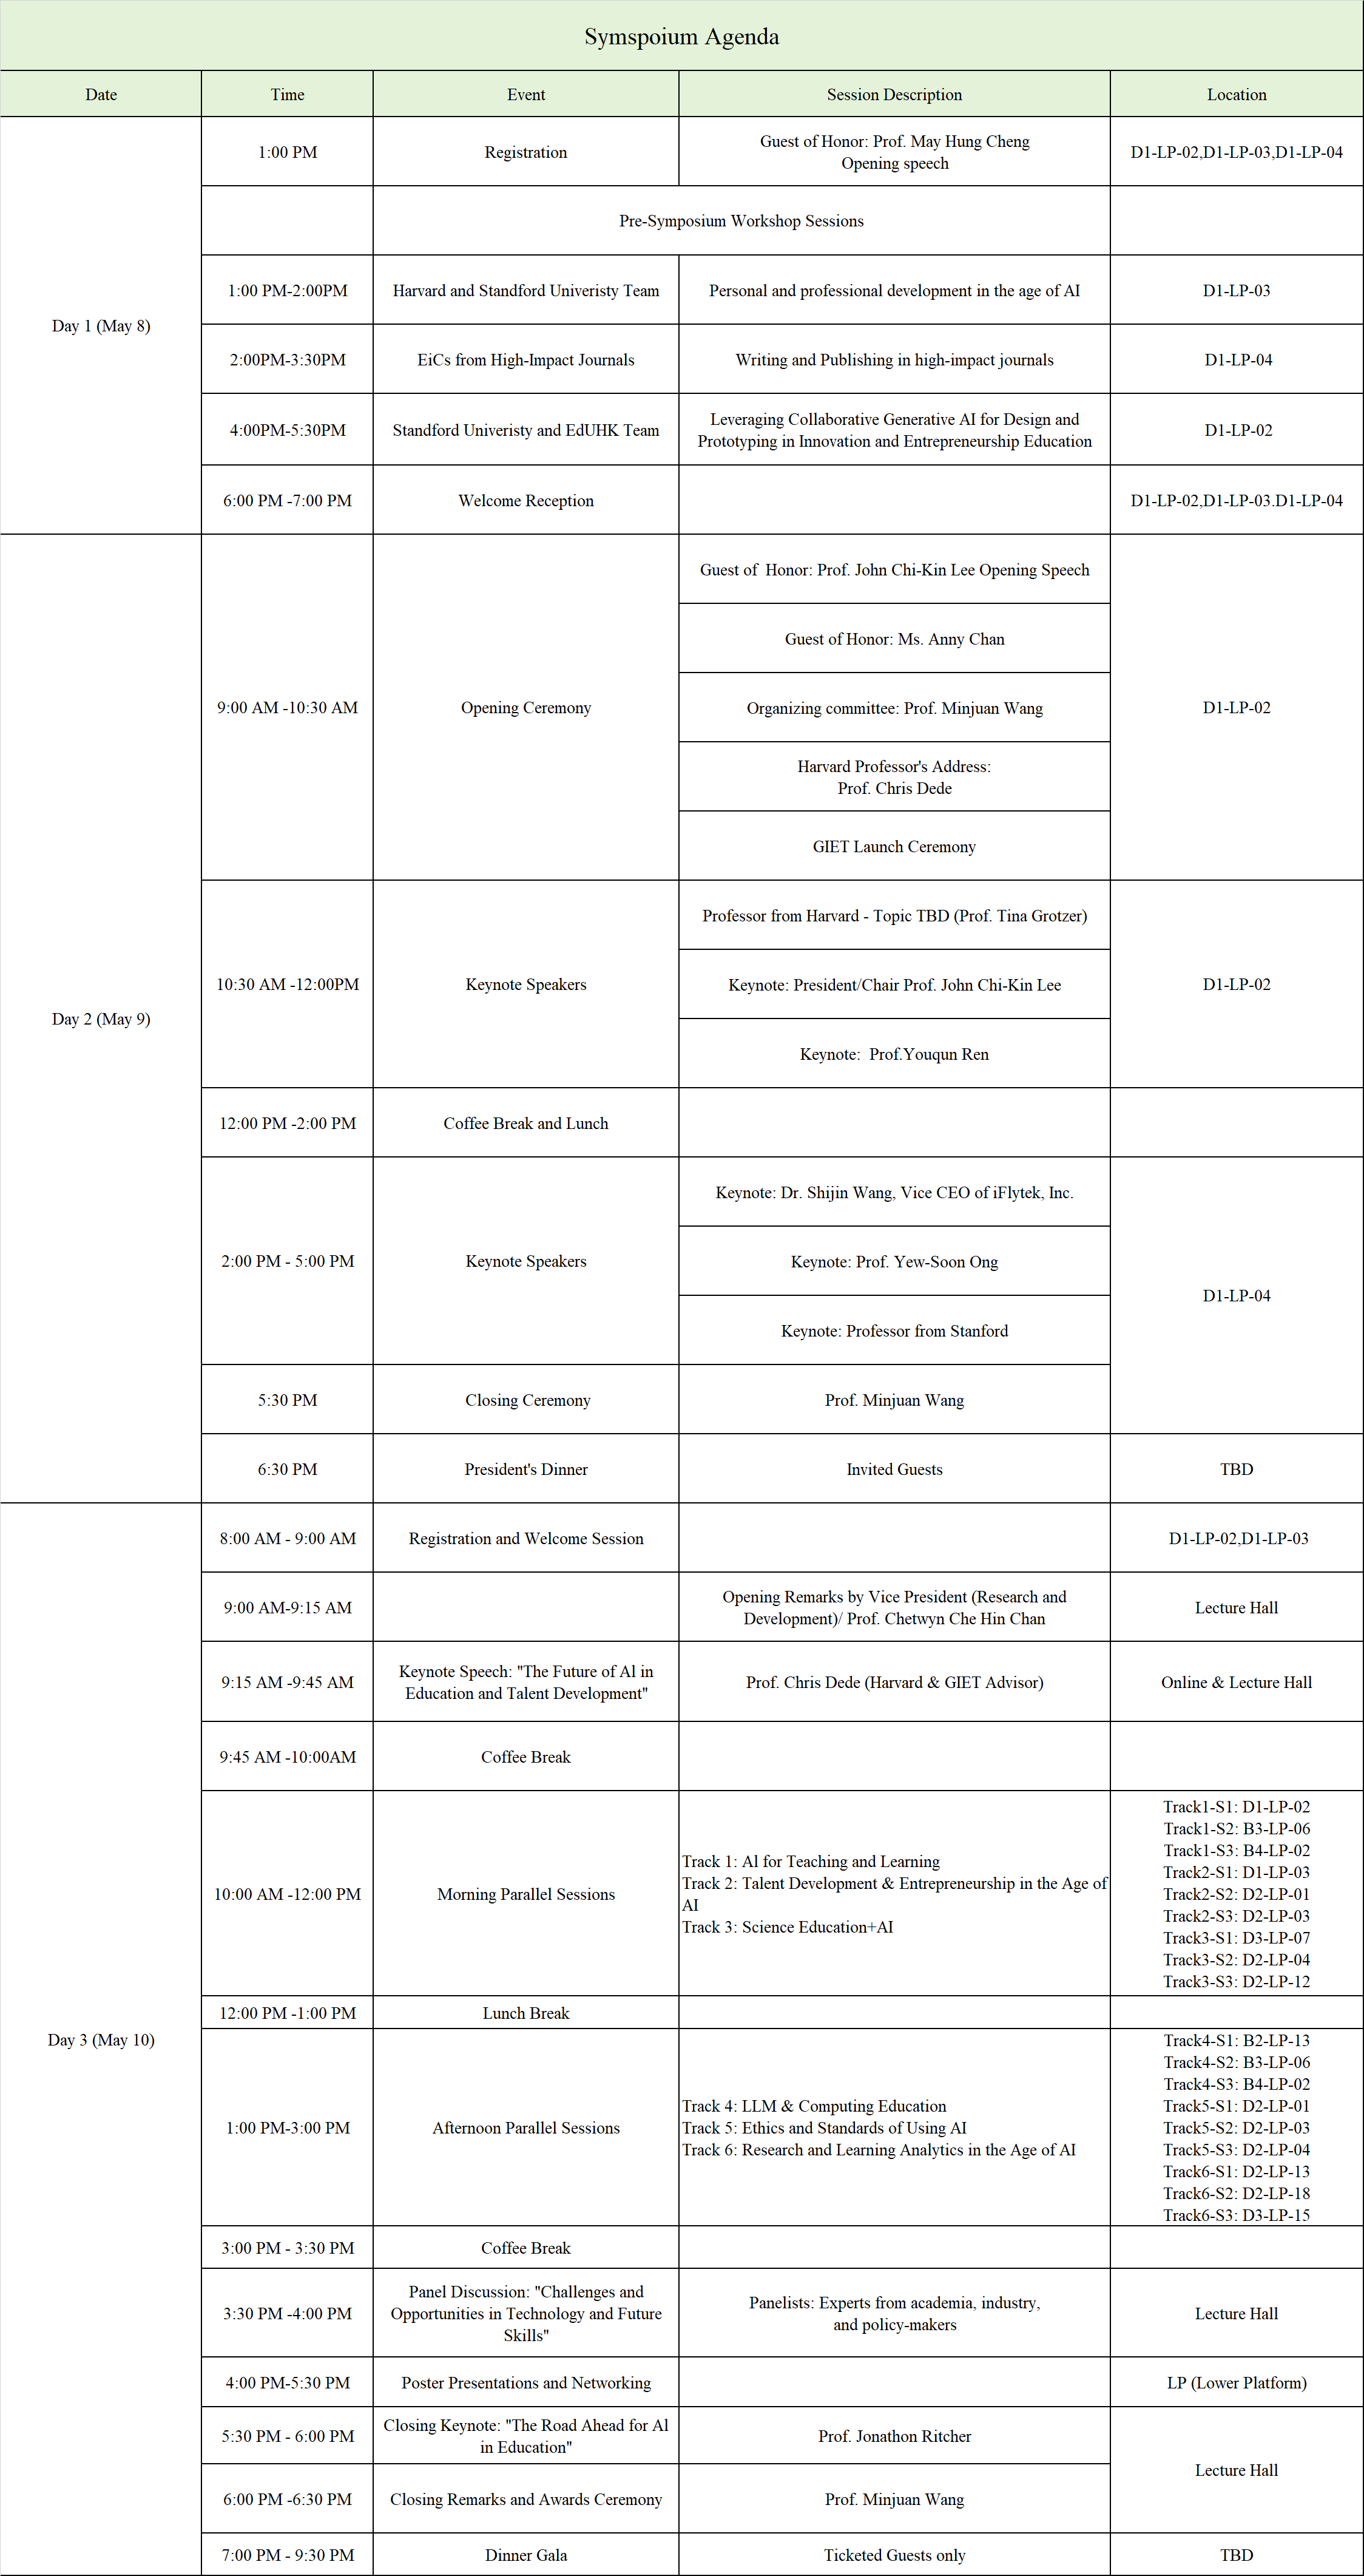 Symspoium Agenda
Date
Time
Event
Session Description
Location
Day 1 (May 8)
1:00 PM
Registration
Guest of Honor: Prof. May Hung Cheng
Opening speech
D1-LP-02,D1-LP-03,D1-LP-04
Pre-Symposium Workshop Sessions
1:00 PM-2:00PM
Harvard and Standford Univeristy Team
Personal and professional development in the age of AI
D1-LP-03
2:00PM-3:30PM
EiCs from High-Impact Journals
Writing and Publishing in high-impact journals
D1-LP-04
4:00PM-5:30PM
Standford Univeristy and EdUHK Team
Leveraging Collaborative Generative AI for Design and
Prototyping in Innovation and Entrepreneurship Education
D1-LP-02
6:00 PM -7:00 PM
Welcome Reception
D1-LP-02,D1-LP-03.D1-LP-04
Day 2 (May 9)
9:00 AM -10:30 AM
Opening Ceremony
Guest of  Honor: Prof. John Chi-Kin Lee Opening Speech
Guest of Honor: Ms. Anny Chan
Organizing committee: Prof. Minjuan Wang
Harvard Professor's Address:
Prof. Chris Dede
GIET Launch Ceremony
D1-LP-02
10:30 AM -12:00PM
Keynote Speakers
Professor from Harvard - Topic TBD (Prof. Tina Grotzer)
Keynote: President/Chair Prof. John Chi-Kin Lee
Keynote:  Prof.Youqun Ren
D1-LP-02
12:00 PM -2:00 PM
Coffee Break and Lunch
2:00 PM - 5:00 PM
Keynote Speakers
Keynote: Dr. Shijin Wang, Vice CEO of iFlytek, Inc.
Keynote: Prof. Yew-Soon Ong
Keynote: Professor from Stanford
D1-LP-04
5:30 PM
Closing Ceremony
Prof. Minjuan Wang
6:30 PM
President's Dinner
Invited Guests
TBD
Day 3 (May 10)
8:00 AM - 9:00 AM
Registration and Welcome Session
D1-LP-02,D1-LP-03
9:00 AM-9:15 AM
Opening Remarks by Vice President (Research and
Development)/ Prof. Chetwyn Che Hin Chan
Lecture Hall
9:15 AM -9:45 AM
Keynote Speech: "The Future of Al in
Education and Talent Development"
Prof. Chris Dede (Harvard & GIET Advisor)
Online & Lecture Hall
9:45 AM -10:00AM
Coffee Break
10:00 AM -12:00 PM
Morning Parallel Sessions
Track 1: Al for Teaching and Learning
Track 2: Talent Development & Entrepreneurship in the Age of
AI
Track 3: Science Education+AI
Track1-S1: D1-LP-02
Track1-S2: B3-LP-06
Track1-S3: B4-LP-02
Track2-S1: D1-LP-03
Track2-S2: D2-LP-01
Track2-S3: D2-LP-03
Track3-S1: D3-LP-07
Track3-S2: D2-LP-04
Track3-S3: D2-LP-12
12:00 PM -1:00 PM
Lunch Break
1:00 PM-3:00 PM
Afternoon Parallel Sessions
Track 4: LLM & Computing Education
Track 5: Ethics and Standards of Using AI
Track 6: Research and Learning Analytics in the Age of AI
Track4-S1: B2-LP-13
Track4-S2: B3-LP-06
Track4-S3: B4-LP-02
Track5-S1: D2-LP-01
Track5-S2: D2-LP-03
Track5-S3: D2-LP-04
Track6-S1: D2-LP-13
Track6-S2: D2-LP-18
Track6-S3: D3-LP-15
3:00 PM - 3:30 PM
Coffee Break
3:30 PM -4:00 PM
Panel Discussion: "Challenges and
Opportunities in Technology and Future
Skills"
Panelists: Experts from academia, industry,
and policy-makers
Lecture Hall
4:00 PM-5:30 PM
Poster Presentations and Networking
LP (Lower Platform)
5:30 PM - 6:00 PM
Closing Keynote: "The Road Ahead for Al
in Education"
Prof. Jonathon Ritcher
Lecture Hall
6:00 PM -6:30 PM
Closing Remarks and Awards Ceremony
Prof. Minjuan Wang
7:00 PM - 9:30 PM
Dinner Gala
Ticketed Guests only
TBD